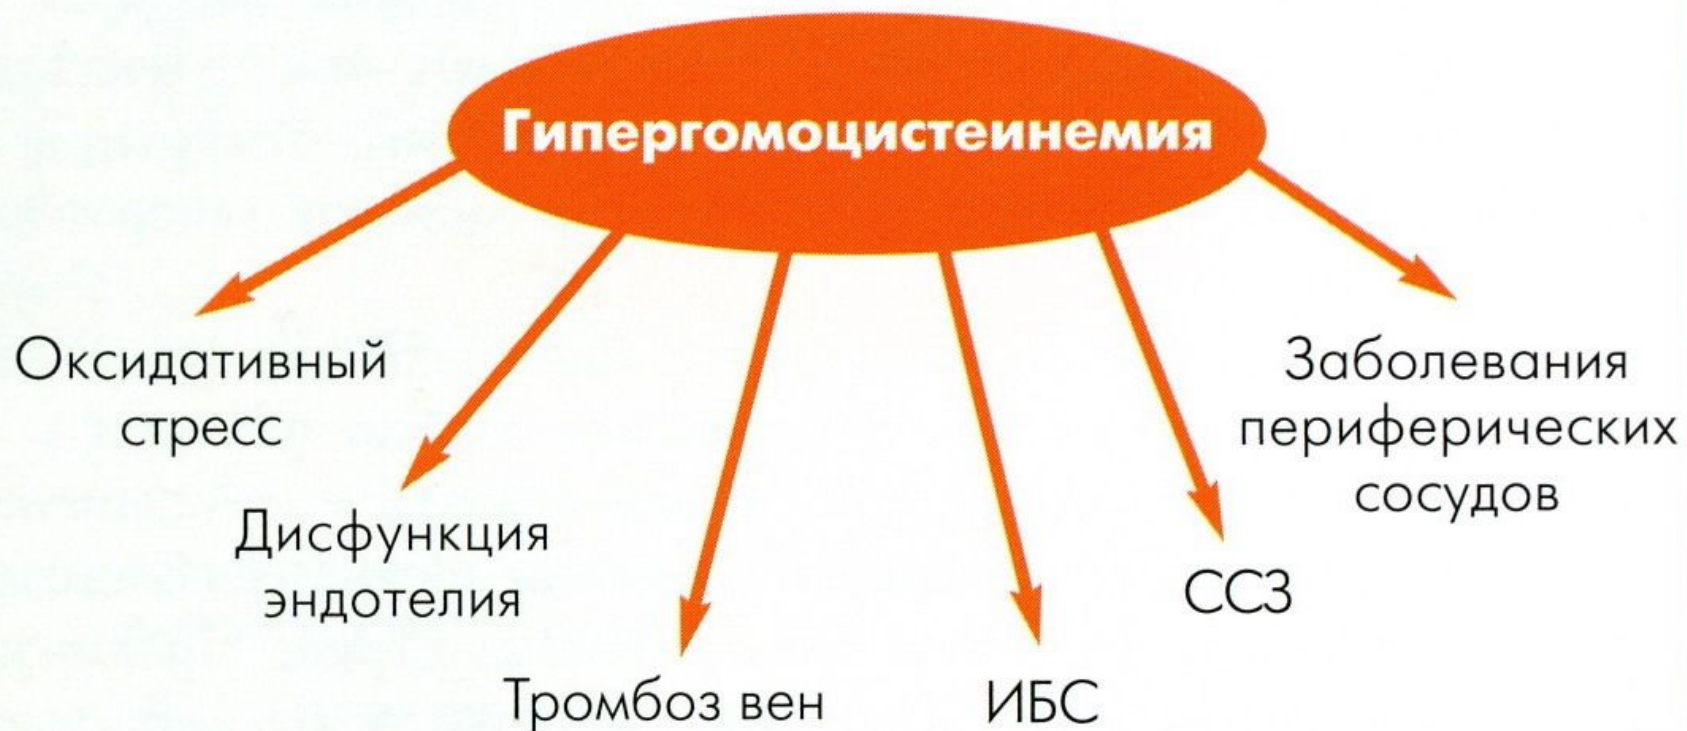 Гипергомоцистеинемия
Оксидативный
стресс
Дисфункция
эндотелия
Тромбоз вен
ИБС
ССЗ
Заболевания
периферических
сосудов